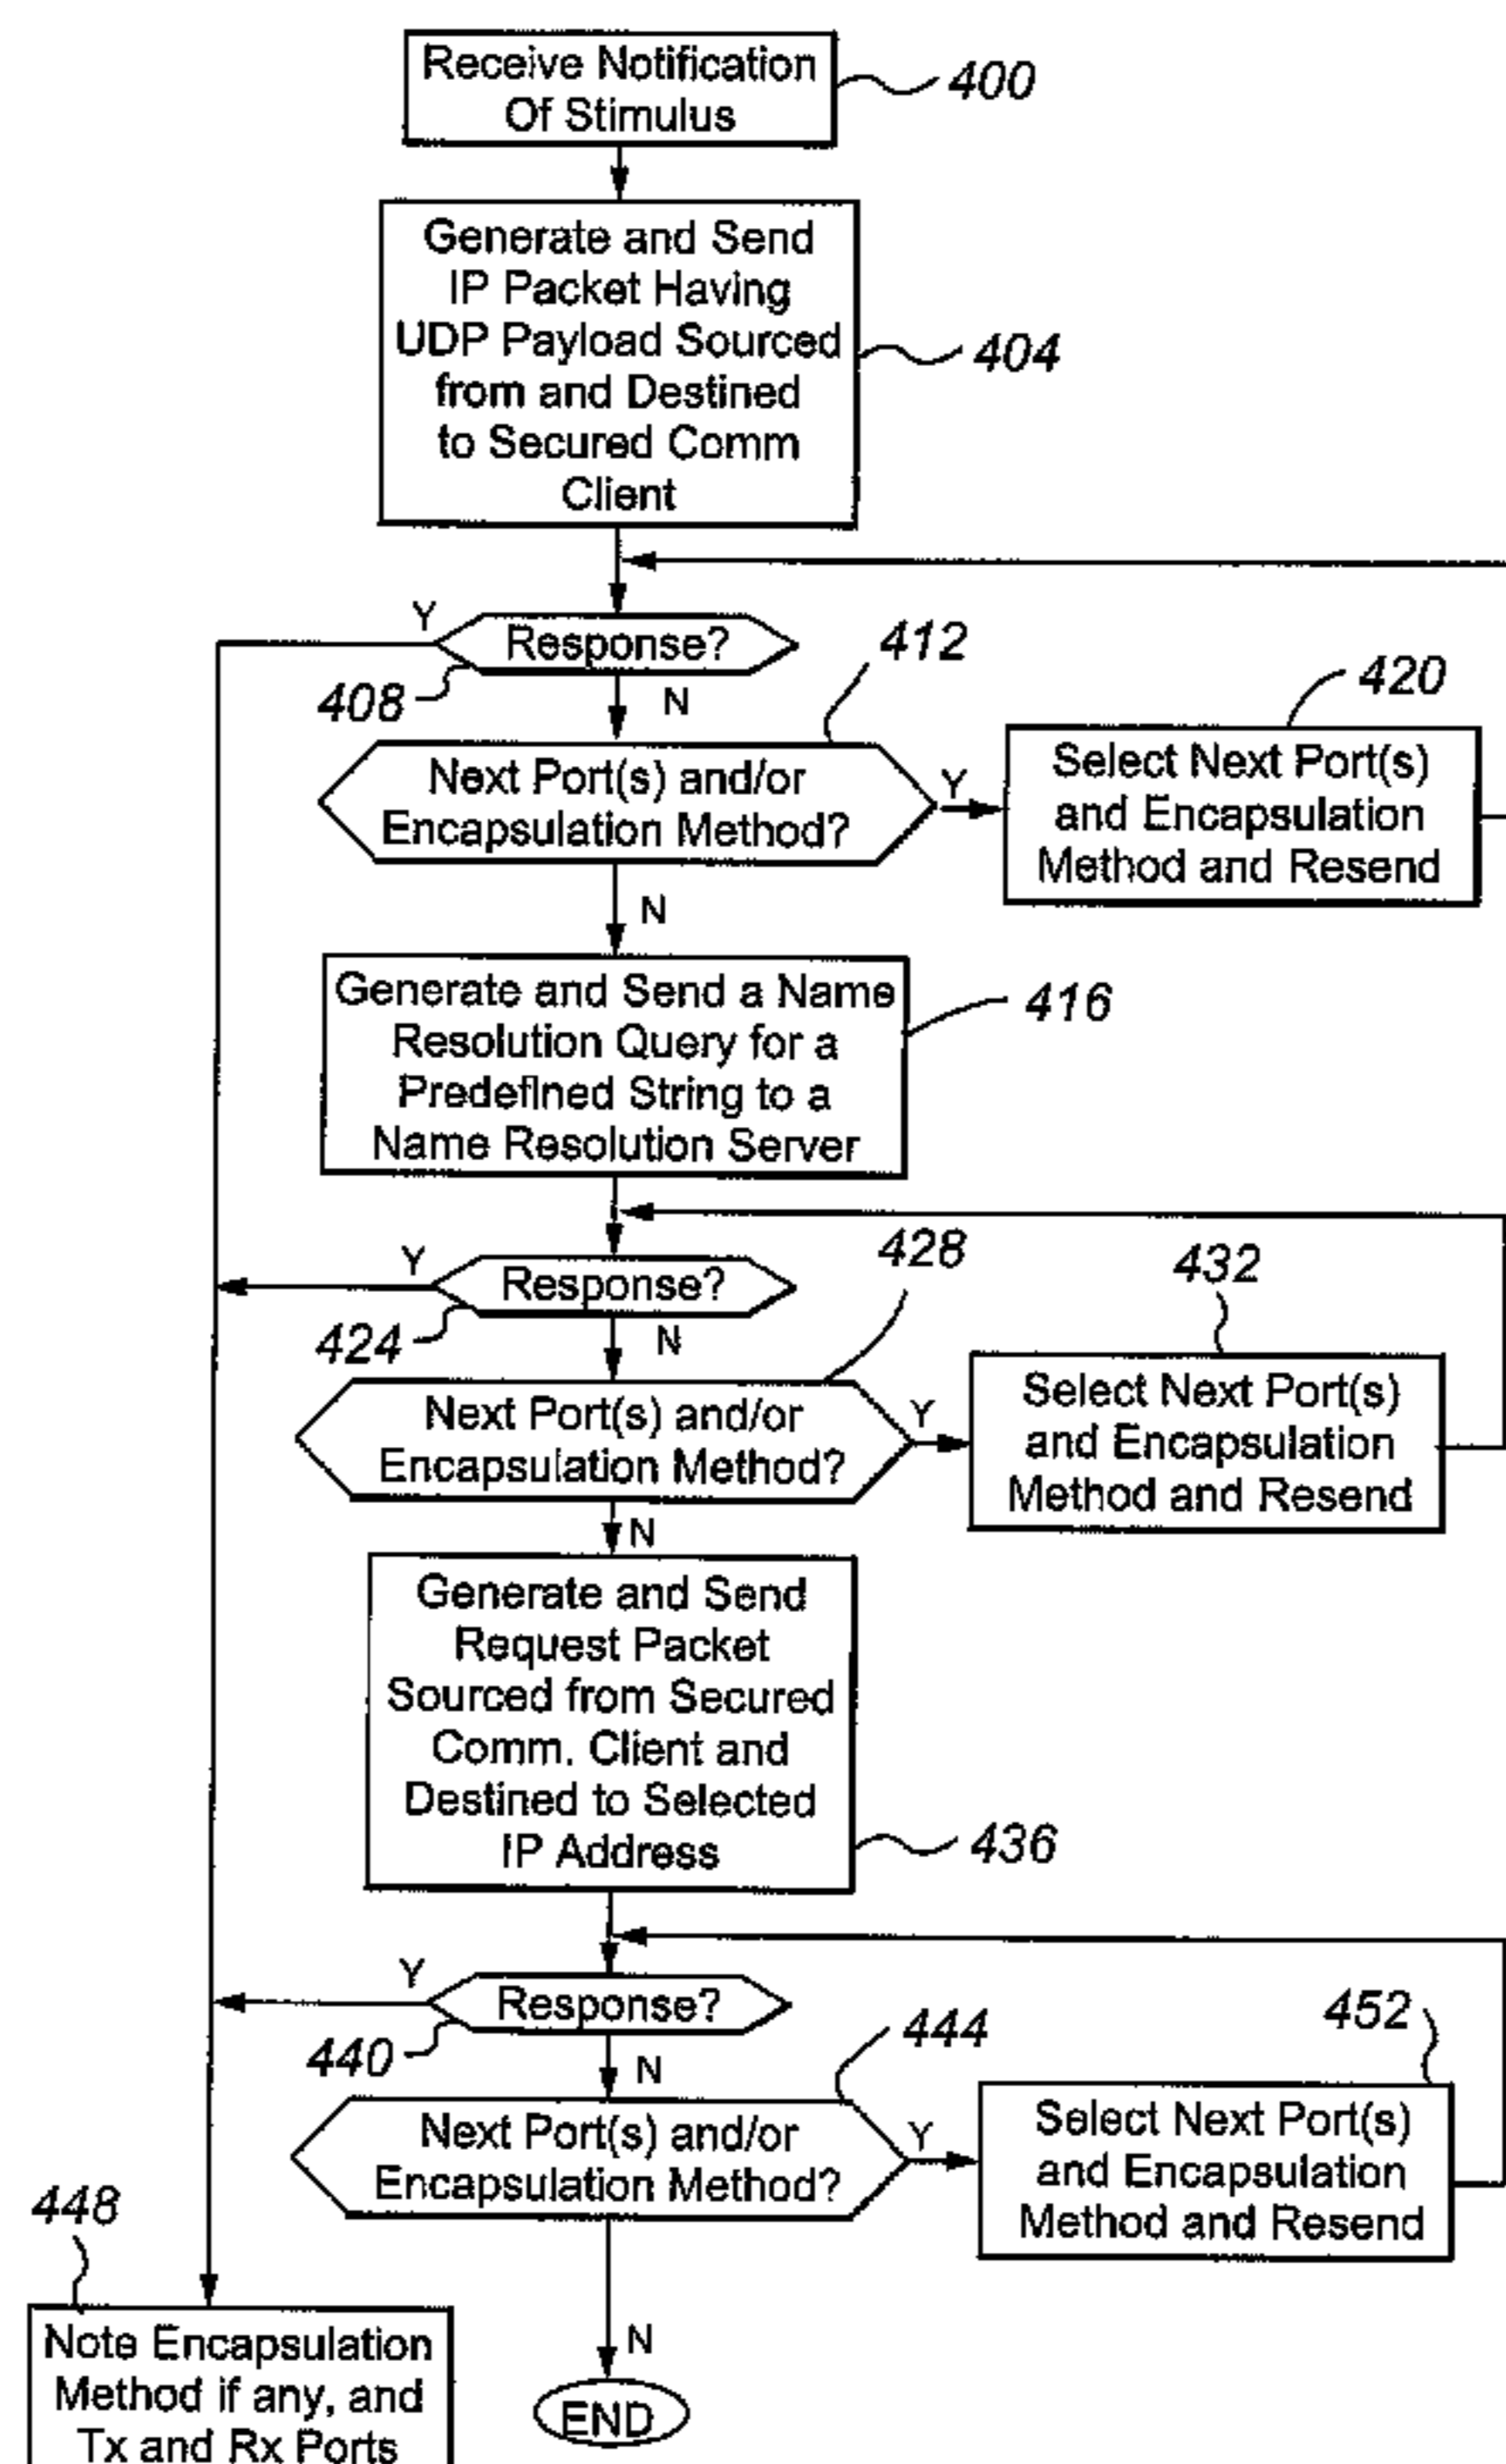 Receive Notification
Of Stimulus
400
Generate and Send
IP Packet Having
UDP Payload Sourced
from and Destined
to Secured Comm
Client
404
Y
Response?
408
N
412
Next Port(s) and/or
Encapsulation Method?
Y
420
Select Next Port(s)
and Encapsulation
Method and Resend
N
Generate and Send a Name
Resolution Query for a
Predefined String to a
Name Resolution Server
416
Y
Response?
424
N
428
Next Port(s) and/or
Encapsulation Method?
Y
432
Select Next Port(s)
and Encapsulation
Method and Resend
N
Generate and Send
Request Packet
Sourced from Secured
Comm. Client and
Destined to Selected
IP Address
436
Y
Response?
440
N
444
Next Port(s) and/or
Encapsulation Method?
Y
452
Select Next Port(s)
and Encapsulation
Method and Resend
N
END
448
Note Encapsulation
Method if any, and
Tx and Rx Ports